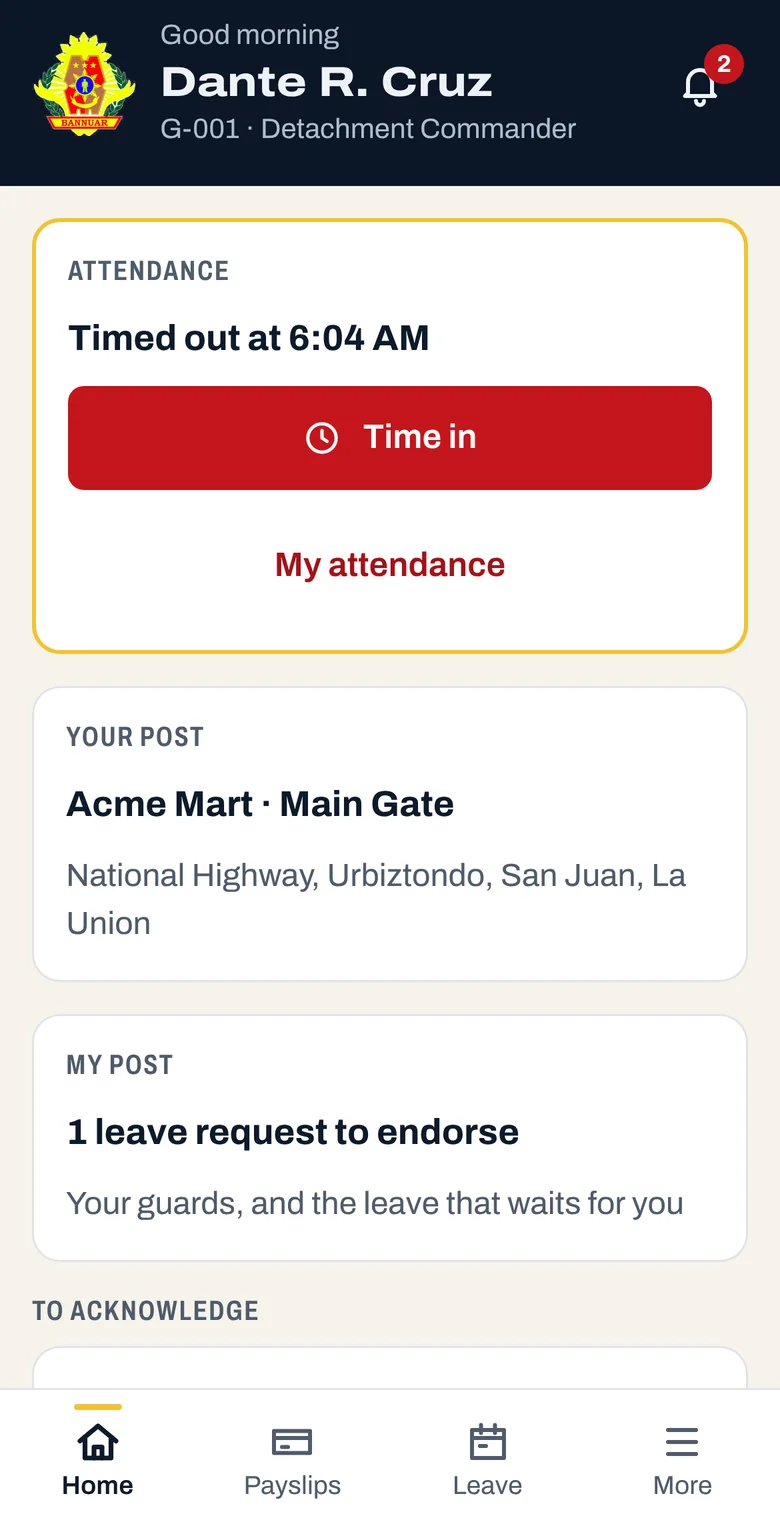 Good morning
Dante R. Cruz
G-001 · Detachment Commander
2
BANNUAR
ATTENDANCE
Timed out at 6:04 AM
Time in
My attendance
YOUR POST
Acme Mart · Main Gate
National Highway, Urbiztondo, San Juan, La
Union
MY POST
1 leave request to endorse
Your guards, and the leave that waits for you
TO ACKNOWLEDGE
Home
Payslips
Leave
More